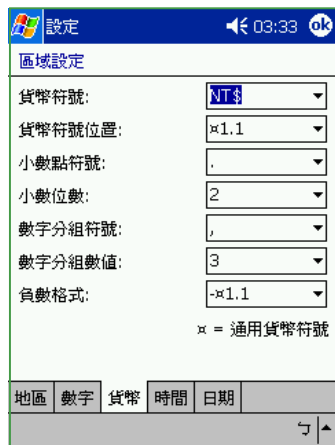 設定 03:33 ok
區域設定
貨幣符號: NT$
貨幣符號位置: ¤1.1
小數點符號: .
小數位數: 2
數字分組符號: ,
數字分組數值: 3
負數格式: -¤1.1
¤ = 通用貨幣符號
地區 數字 貨幣 時間 日期
ㄅ